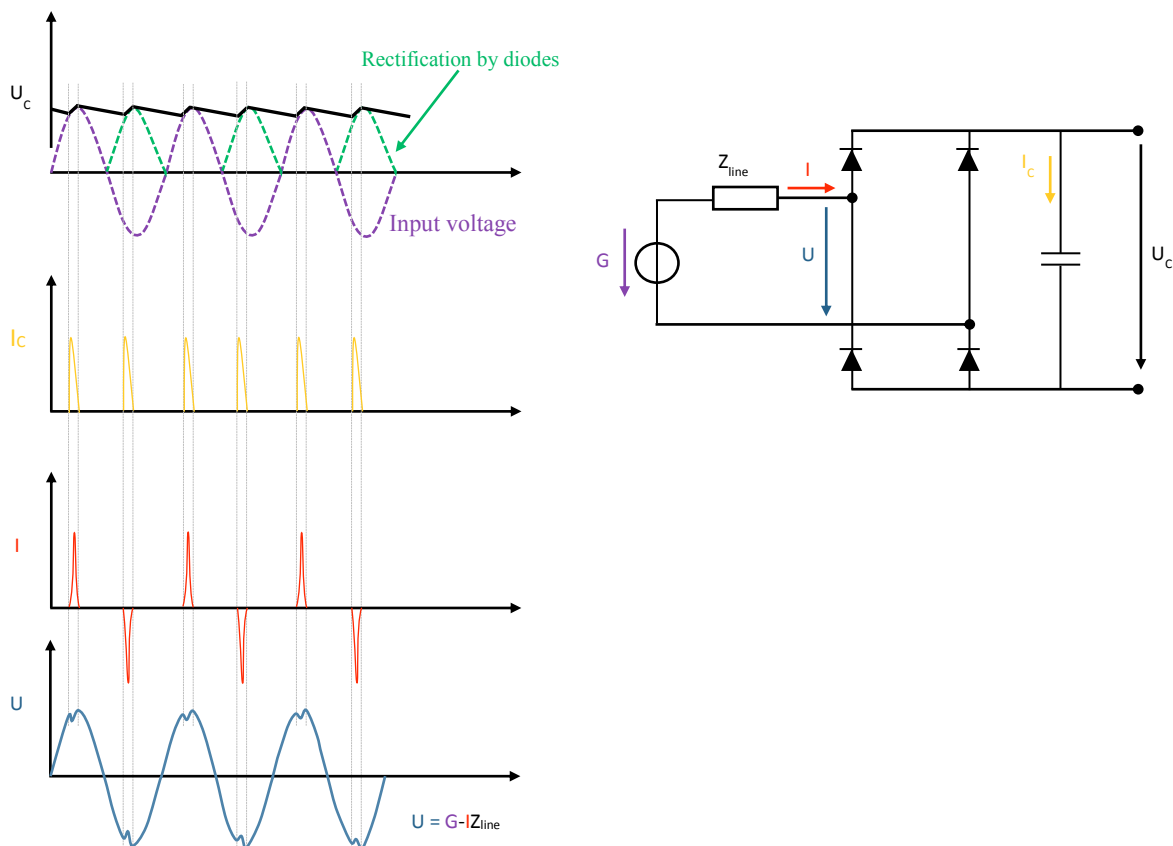 Rectification by diodes
UC
Input voltage
IC
I
U
U = G-IZline
Zline
I
G
U
IC
UC